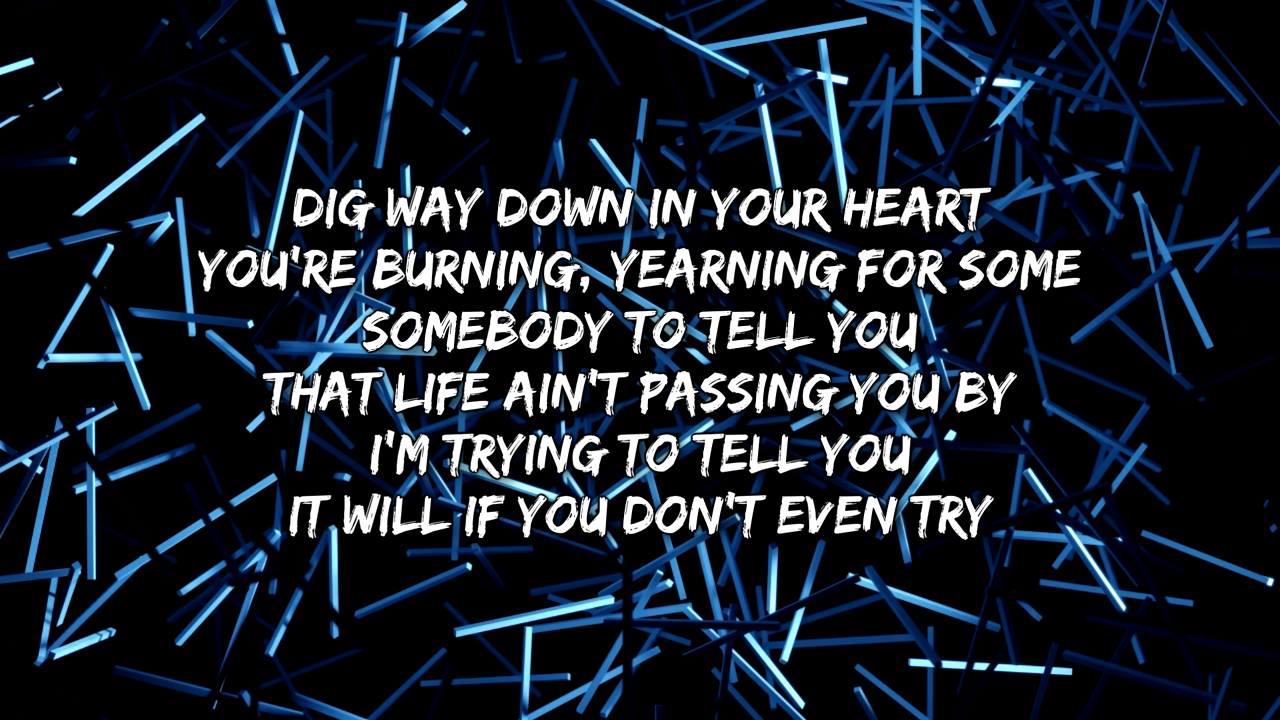 DIG WAY DOWN IN YOUR HEART
YOU'RE BURNING, YEARNING FOR SOME
SOMEBODY TO TELL YOU
THAT LIFE AIN'T PASSING YOU BY
I'M TRYING TO TELL YOU
IT WILL IF YOU DON'T EVEN TRY